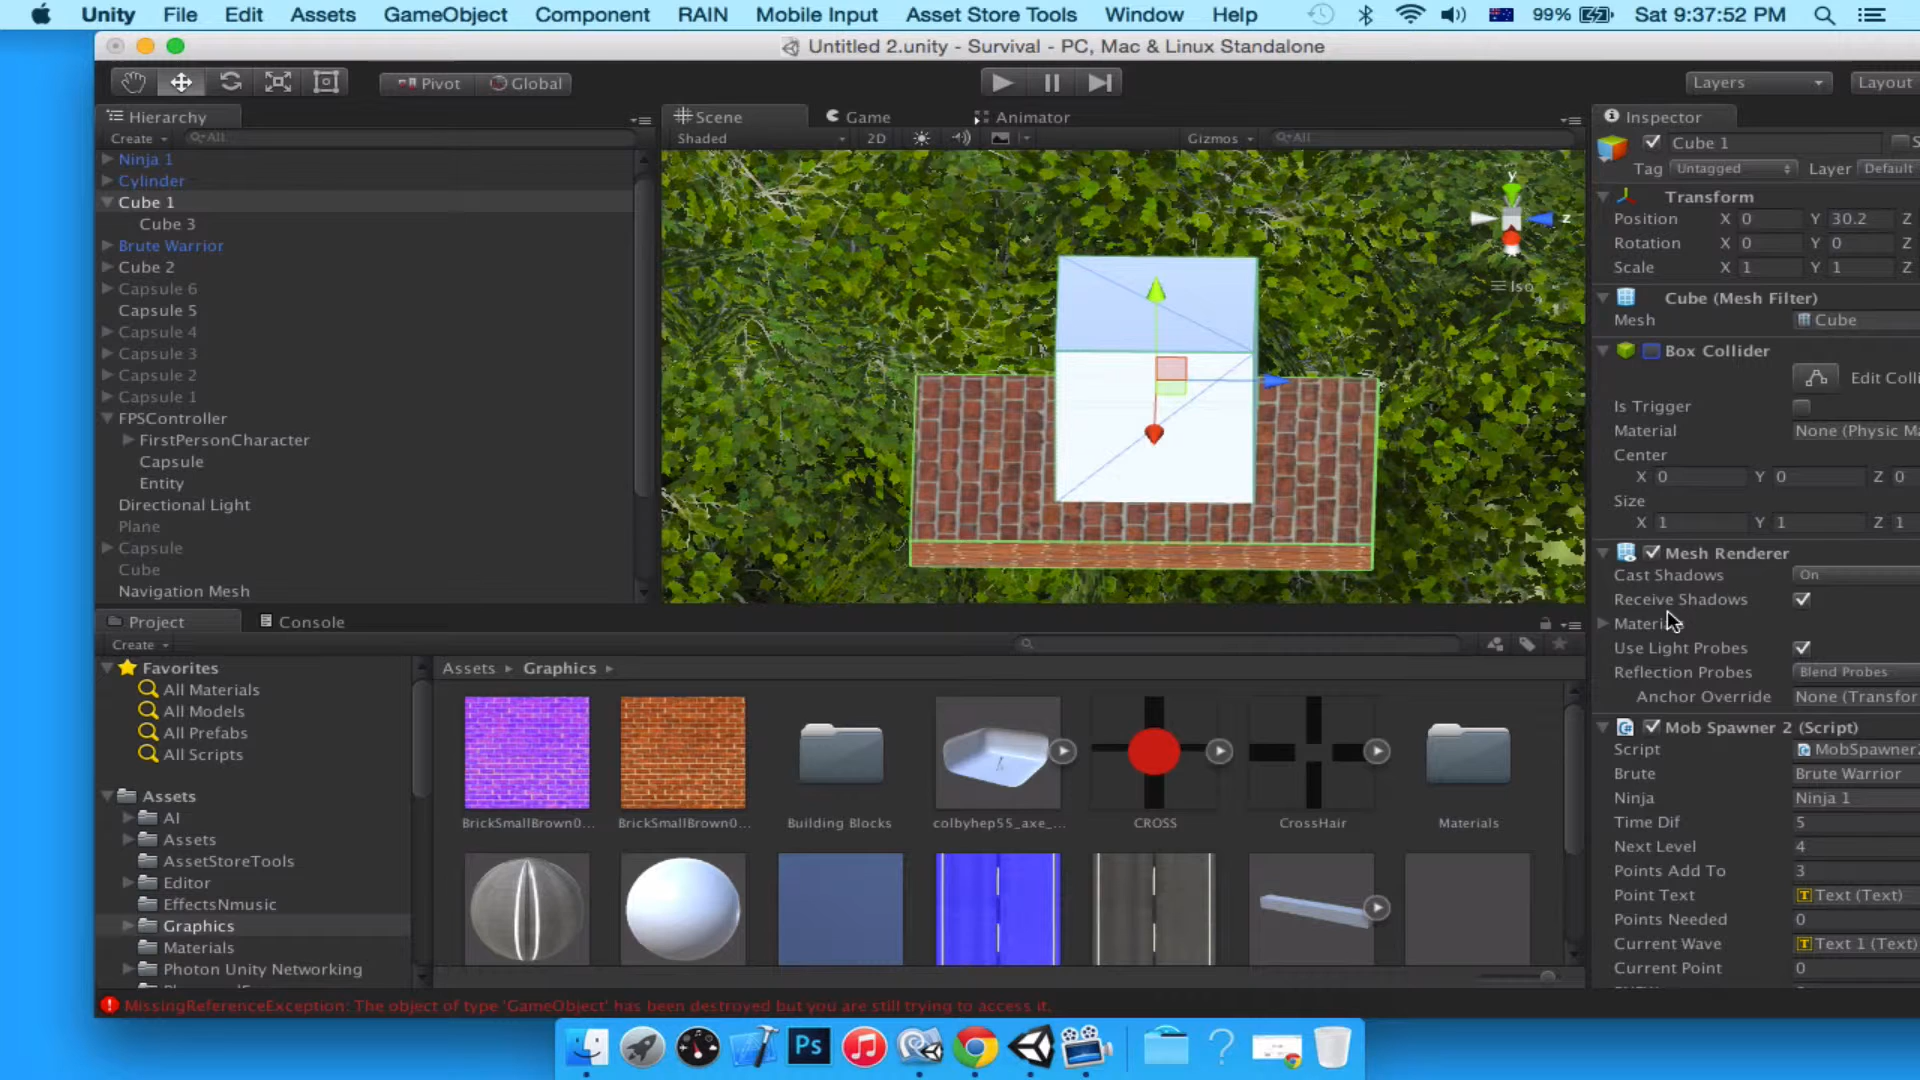 Unity File Edit Assets GameObject Component RAIN Mobile Input Asset Store Tools Window Help 99% Sat 9:37:52 PM
Untitled 2.unity - Survival - PC, Mac & Linux Standalone
Pivot Global Layers Layout
Hierarchy
Create All
Ninja 1
Cylinder
Cube 1
Cube 3
Brute Warrior
Cube 2
Capsule 6
Capsule 5
Capsule 4
Capsule 3
Capsule 2
Capsule 1
FPSController
FirstPersonCharacter
Capsule
Entity
Directional Light
Plane
Capsule
Cube
Navigation Mesh
Scene Game Animator
Shaded 2D Gizmos All
y
z
Iso
Inspector
Cube 1 S
Tag Untagged Layer Default
Transform
Position X 0 Y 30.2 Z
Rotation X 0 Y 0 Z
Scale X 1 Y 1 Z
Cube (Mesh Filter)
Mesh Cube
Box Collider
Edit Colli
Is Trigger
Material None (Physic Ma
Center
X 0 Y 0 Z 0
Size
X 1 Y 1 Z 1
Mesh Renderer
Cast Shadows On
Receive Shadows
Materials
Use Light Probes
Reflection Probes Blend Probes
Anchor Override None (Transfor
Mob Spawner 2 (Script)
Script MobSpawner2
Brute Brute Warrior
Ninja Ninja 1
Time Dif 5
Next Level 4
Points Add To 3
Point Text Text (Text)
Points Needed 0
Current Wave Text 1 (Text)
Current Point 0
Project Console
Create
Favorites
All Materials
All Models
All Prefabs
All Scripts
Assets
AI
Assets
AssetStoreTools
Editor
EffectsNmusic
Graphics
Materials
Photon Unity Networking
Assets Graphics
BrickSmallBrown0... BrickSmallBrown0... Building Blocks colbyhep55_axe_... CROSS CrossHair Materials
MissingReferenceException: The object of type 'GameObject' has been destroyed but you are still trying to access it.
Ps